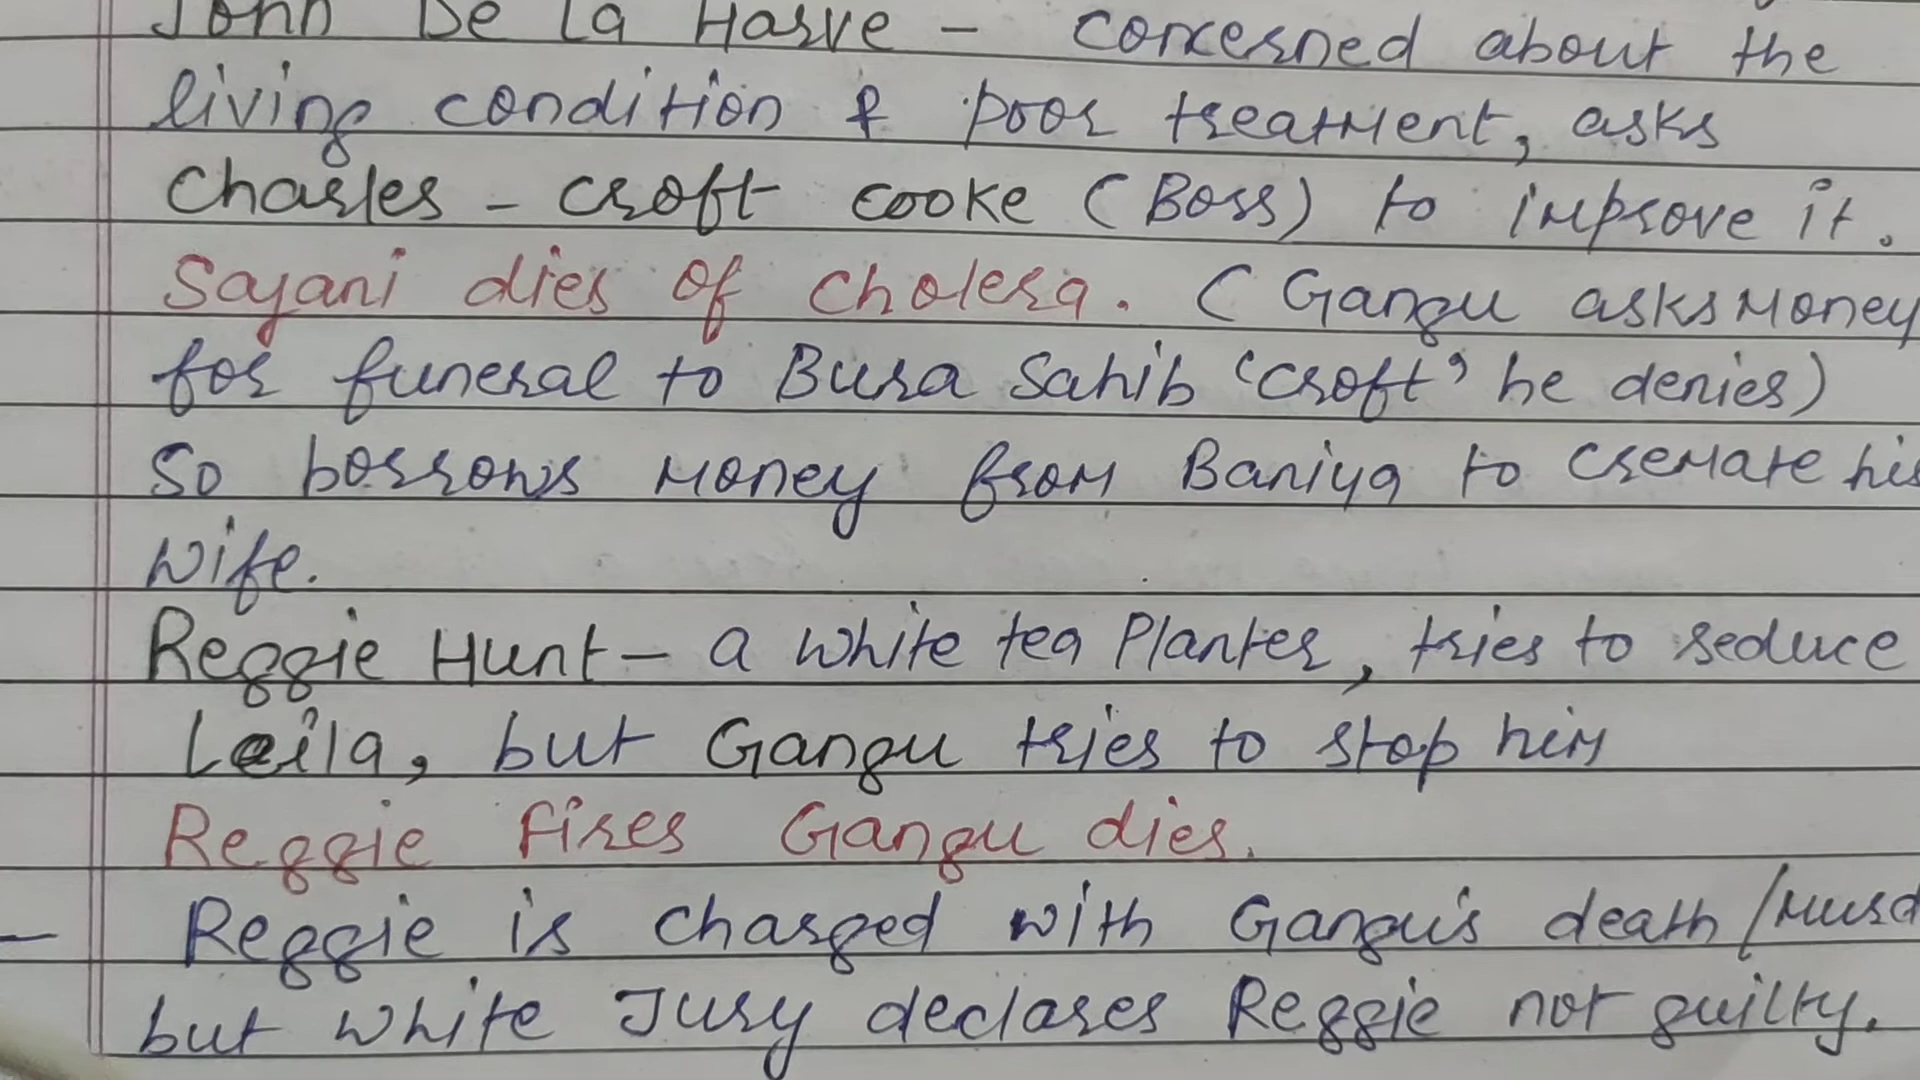 John De La Harve - concerned about the
living condition & poor treatment, asks
Charles - croft cooke (Boss) to improve it.
Sajani dies of cholera. (Gangu asks Money
for funeral to Bura Sahib 'croft' he denies)
So borrows money from Baniya to cremate his
wife.
Reggie Hunt - a white tea Planter, tries to seduce
Leila, but Gangu tries to stop him
Reggie fires Gangu dies.
- Reggie is charged with Gangu's death /Murd
but white Jury declares Reggie not guilty.